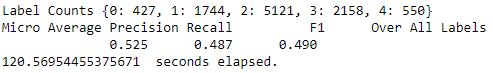 Label Counts {0: 427, 1: 1744, 2: 5121, 3: 2158, 4: 550}
Micro Average Precision Recall F1 Over All Labels
0.525 0.487 0.490
120.56954455375671 seconds elapsed.